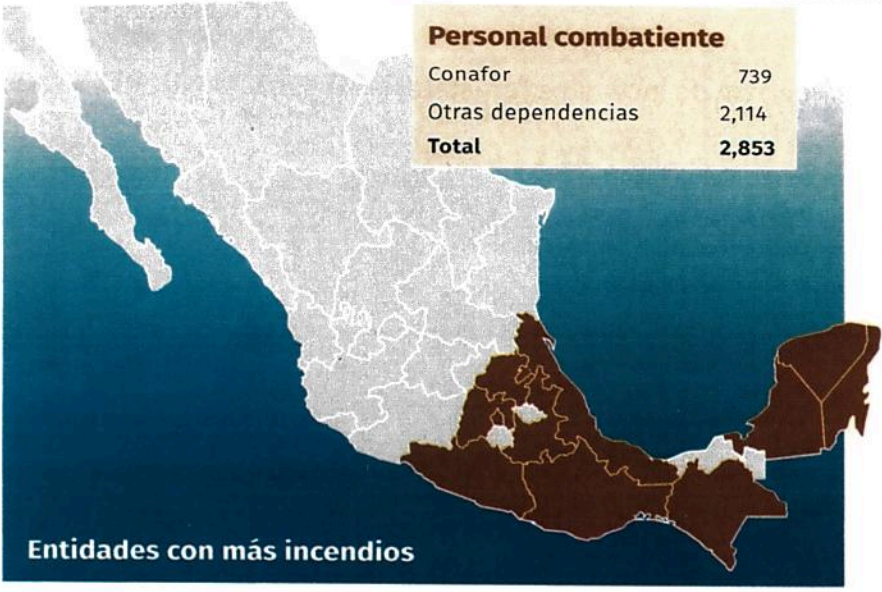 Personal combatiente
Conafor 739
Otras dependencias 2,114
Total 2,853
Entidades con más incendios